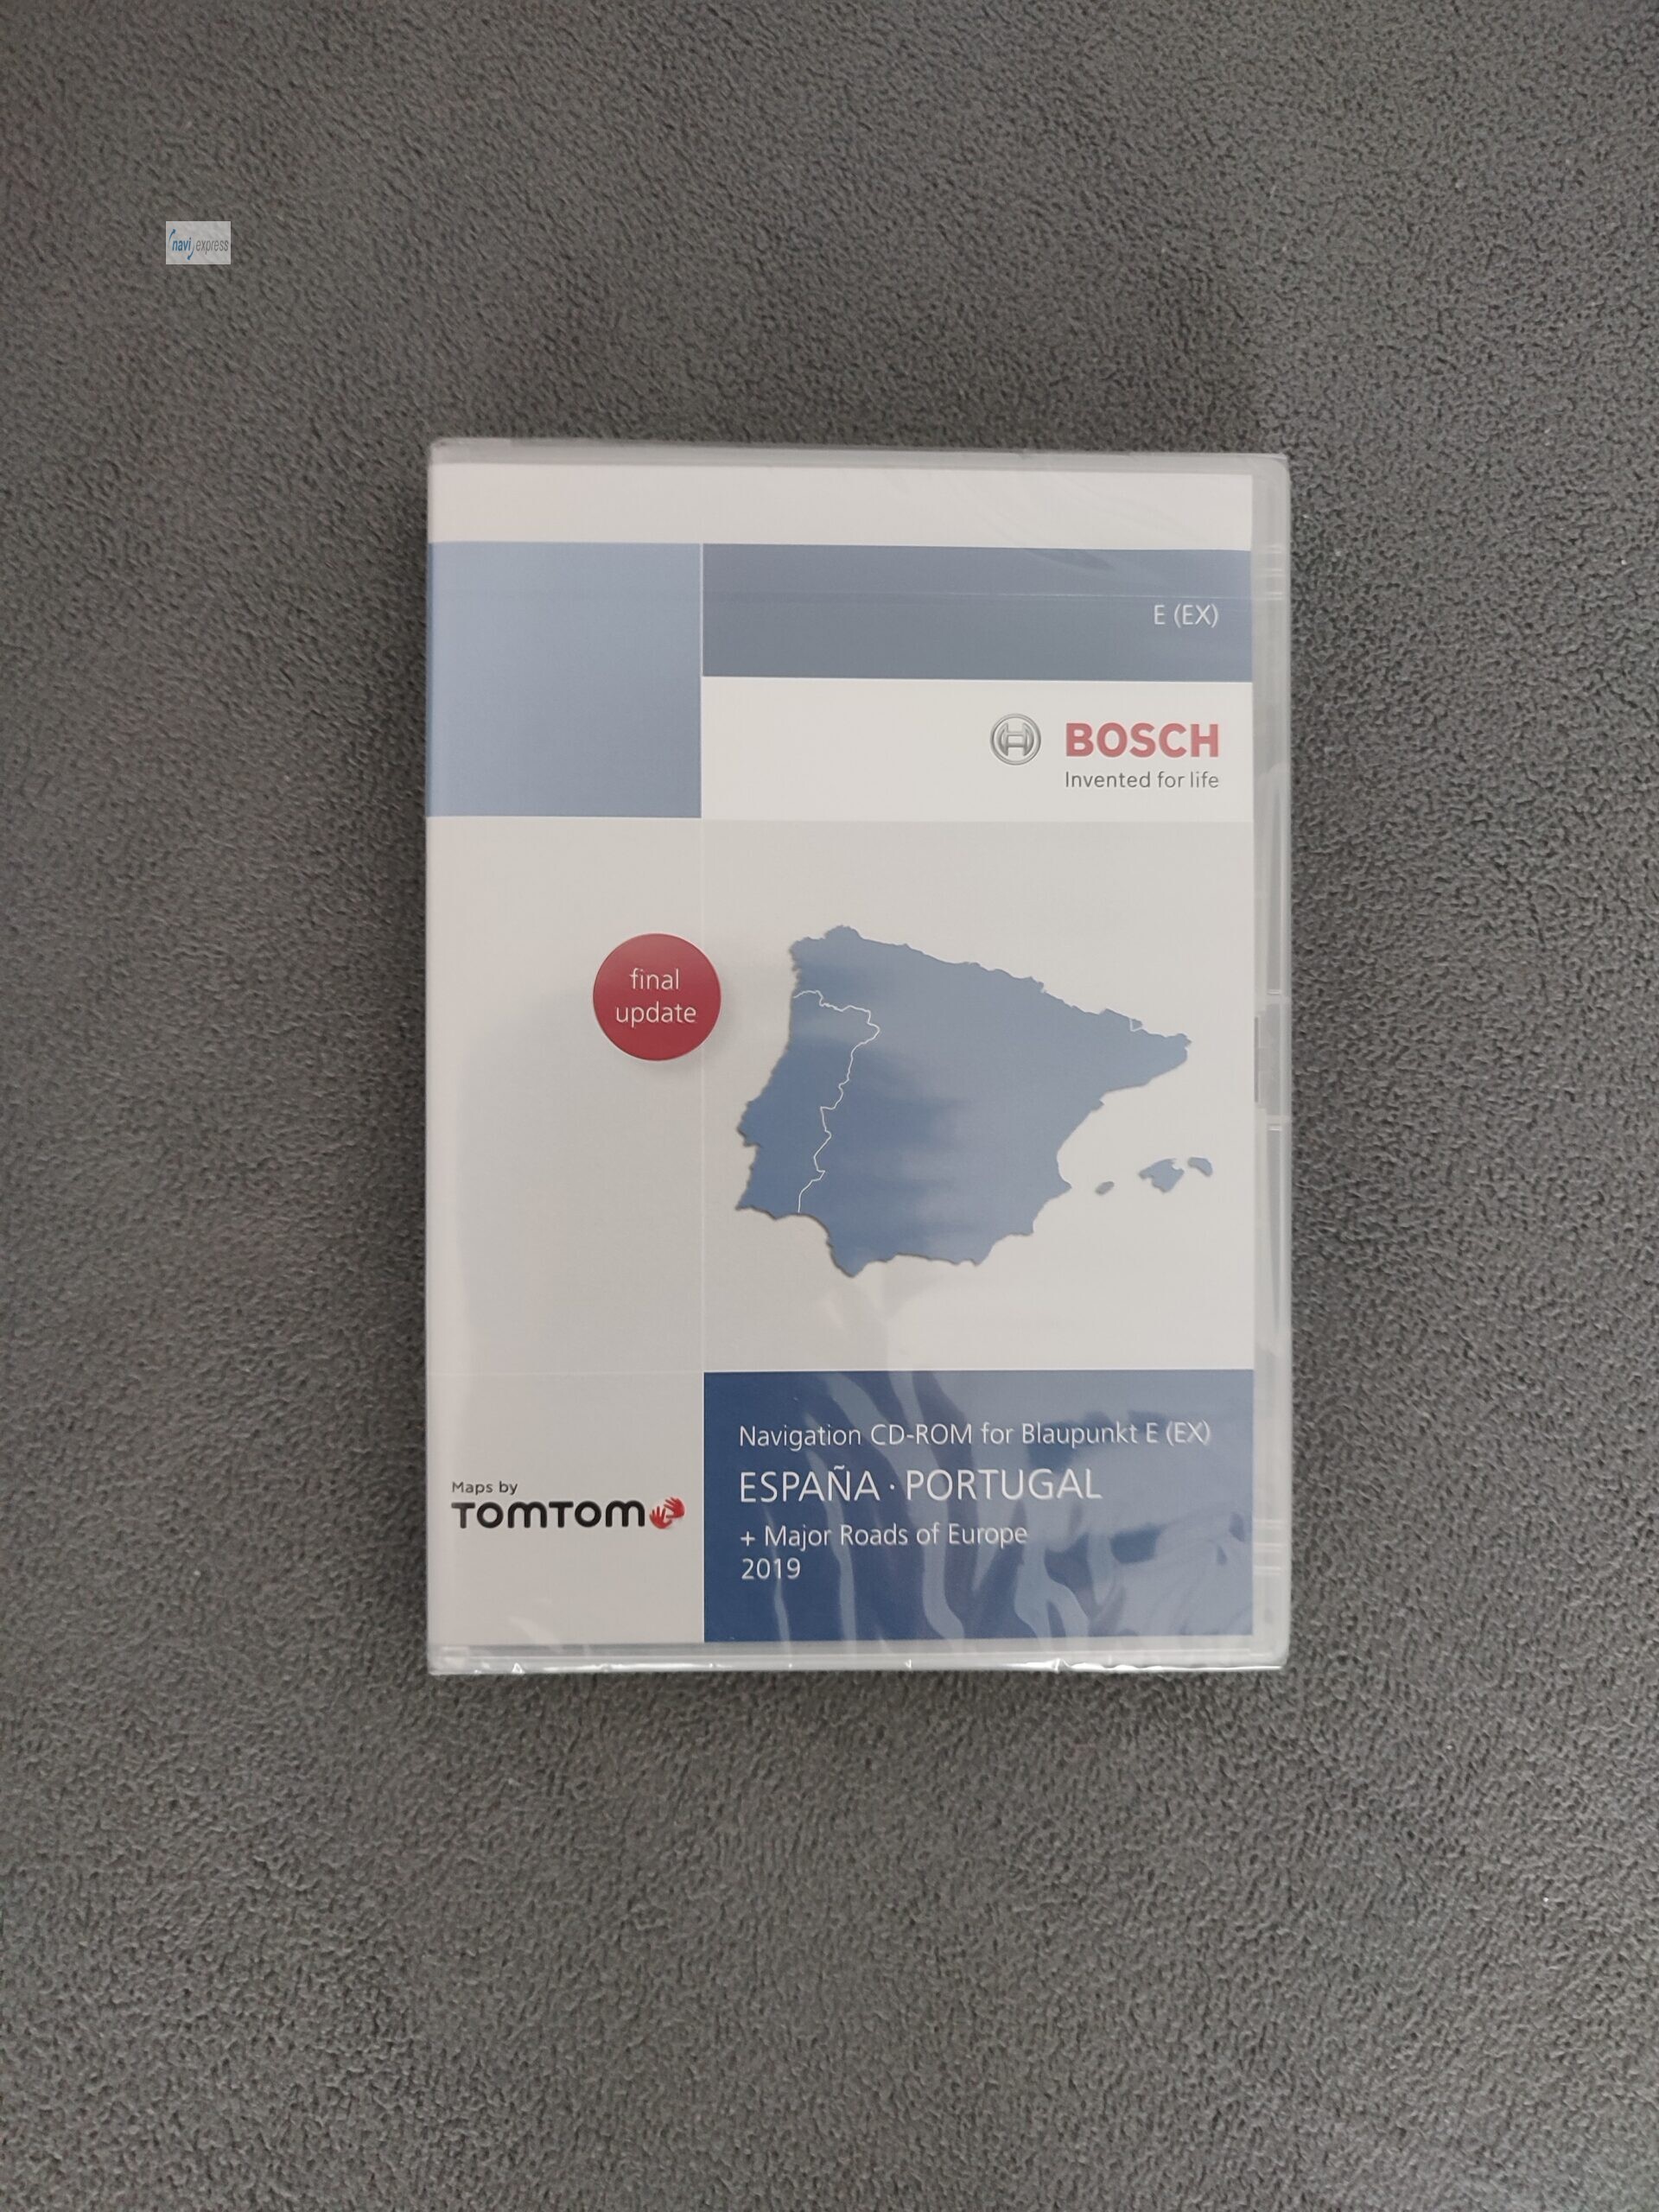 navi express
E (EX)
BOSCH
Invented for life
final
update
Navigation CD-ROM for Blaupunkt E (EX)
ESPAÑA · PORTUGAL
+ Major Roads of Europe
2019
Maps by
TOMTOM